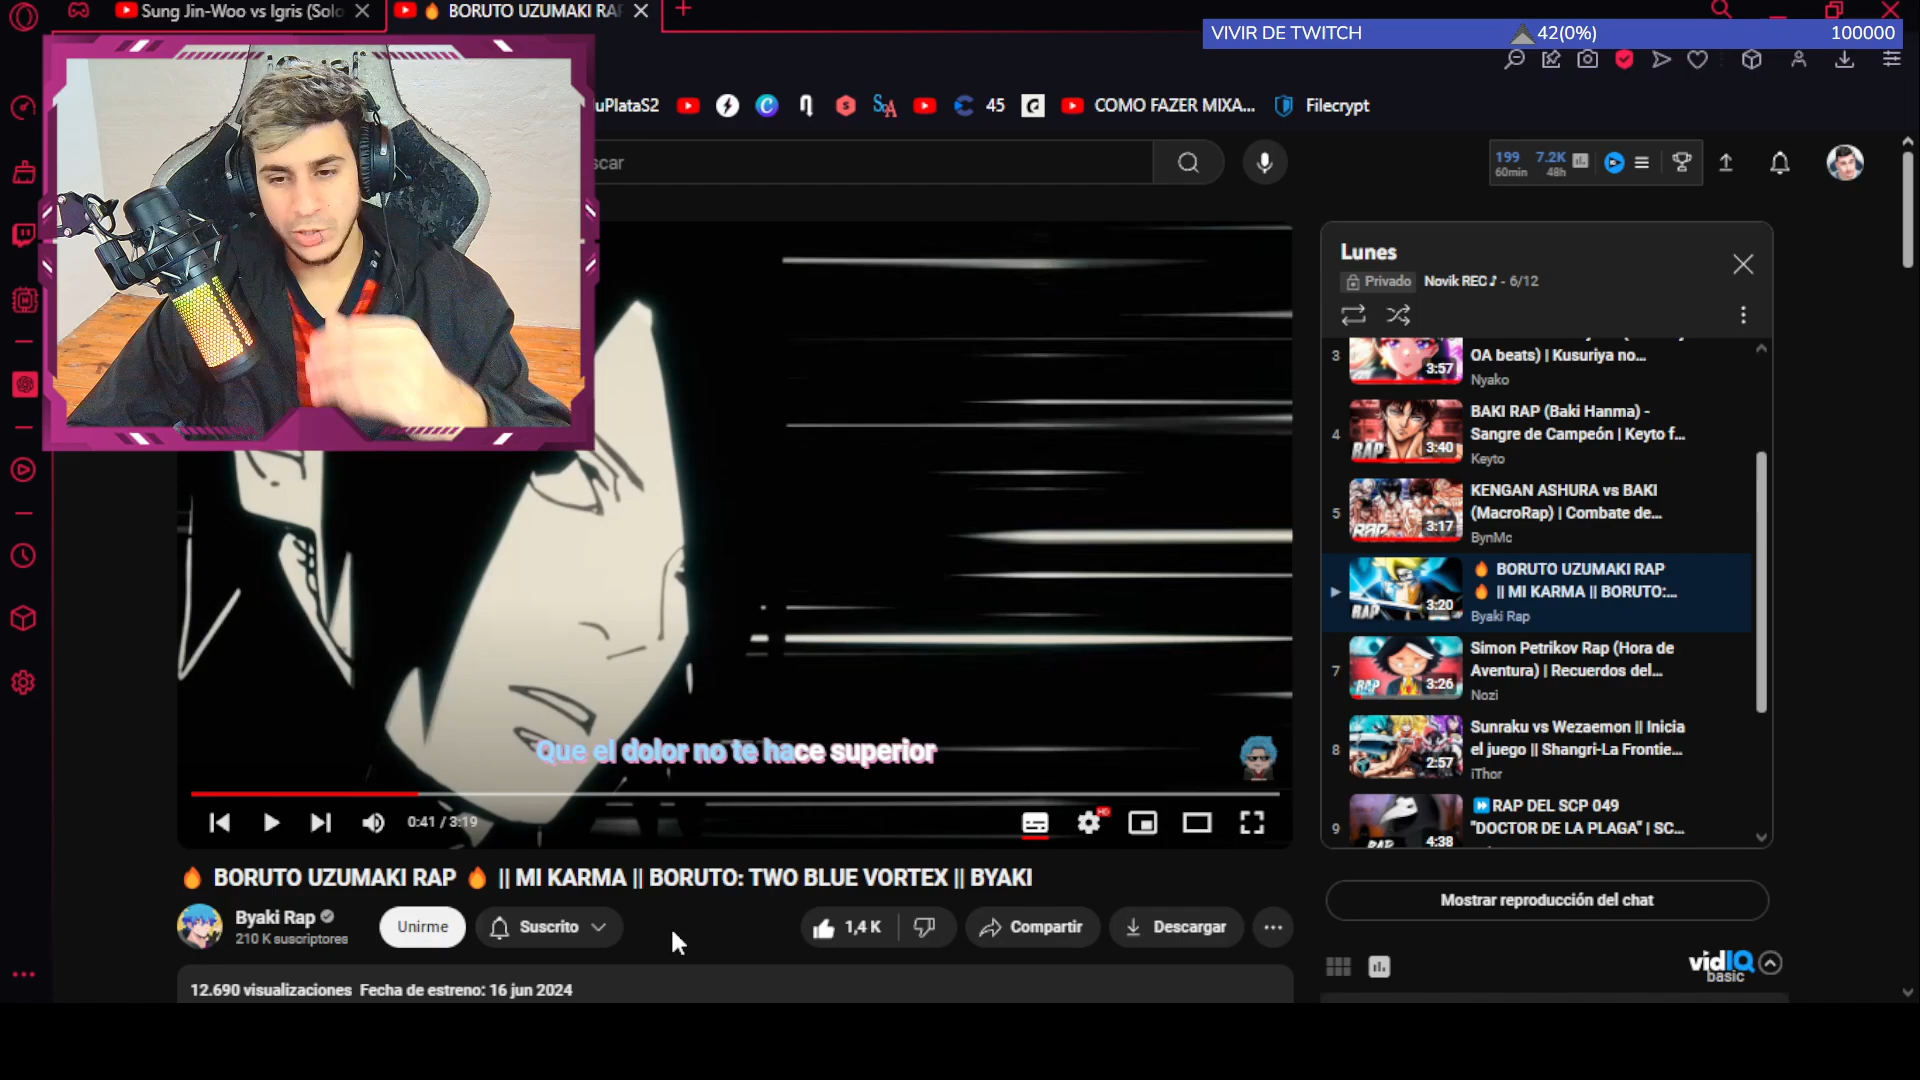 Sung Jin-Woo vs Igris (Solo
BORUTO UZUMAKI RAP
VIVIR DE TWITCH
42(0%)
100000
uPlataS2
45
COMO FAZER MIXA...
Filecrypt
scar
199
60min
7.2K
48h
Lunes
Privado
Novik REC♪ - 6/12
3
3:57
OA beats) | Kusuriya no...
Nyako
4
RAP
3:40
BAKI RAP (Baki Hanma) -
Sangre de Campeón | Keyto f...
Keyto
5
RAP
3:17
KENGAN ASHURA vs BAKI
(MacroRap) | Combate de...
BynMc
RAP
3:20
🔥 BORUTO UZUMAKI RAP
🔥 || MI KARMA || BORUTO:...
Byaki Rap
7
RAP
3:26
Simon Petrikov Rap (Hora de
Aventura) | Recuerdos del...
Nozi
8
2:57
Sunraku vs Wezaemon || Inicia
el juego || Shangri-La Frontie...
iThor
9
RAP
4:38
⏩RAP DEL SCP 049
"DOCTOR DE LA PLAGA" | SC...
Que el dolor no te hace superior
0:41 / 3:19
HD
🔥 BORUTO UZUMAKI RAP 🔥 || MI KARMA || BORUTO: TWO BLUE VORTEX || BYAKI
Byaki Rap
210 K suscriptores
Unirme
Suscrito
1,4 K
Compartir
Descargar
Mostrar reproducción del chat
vidIQ
basic
12.690 visualizaciones Fecha de estreno: 16 jun 2024